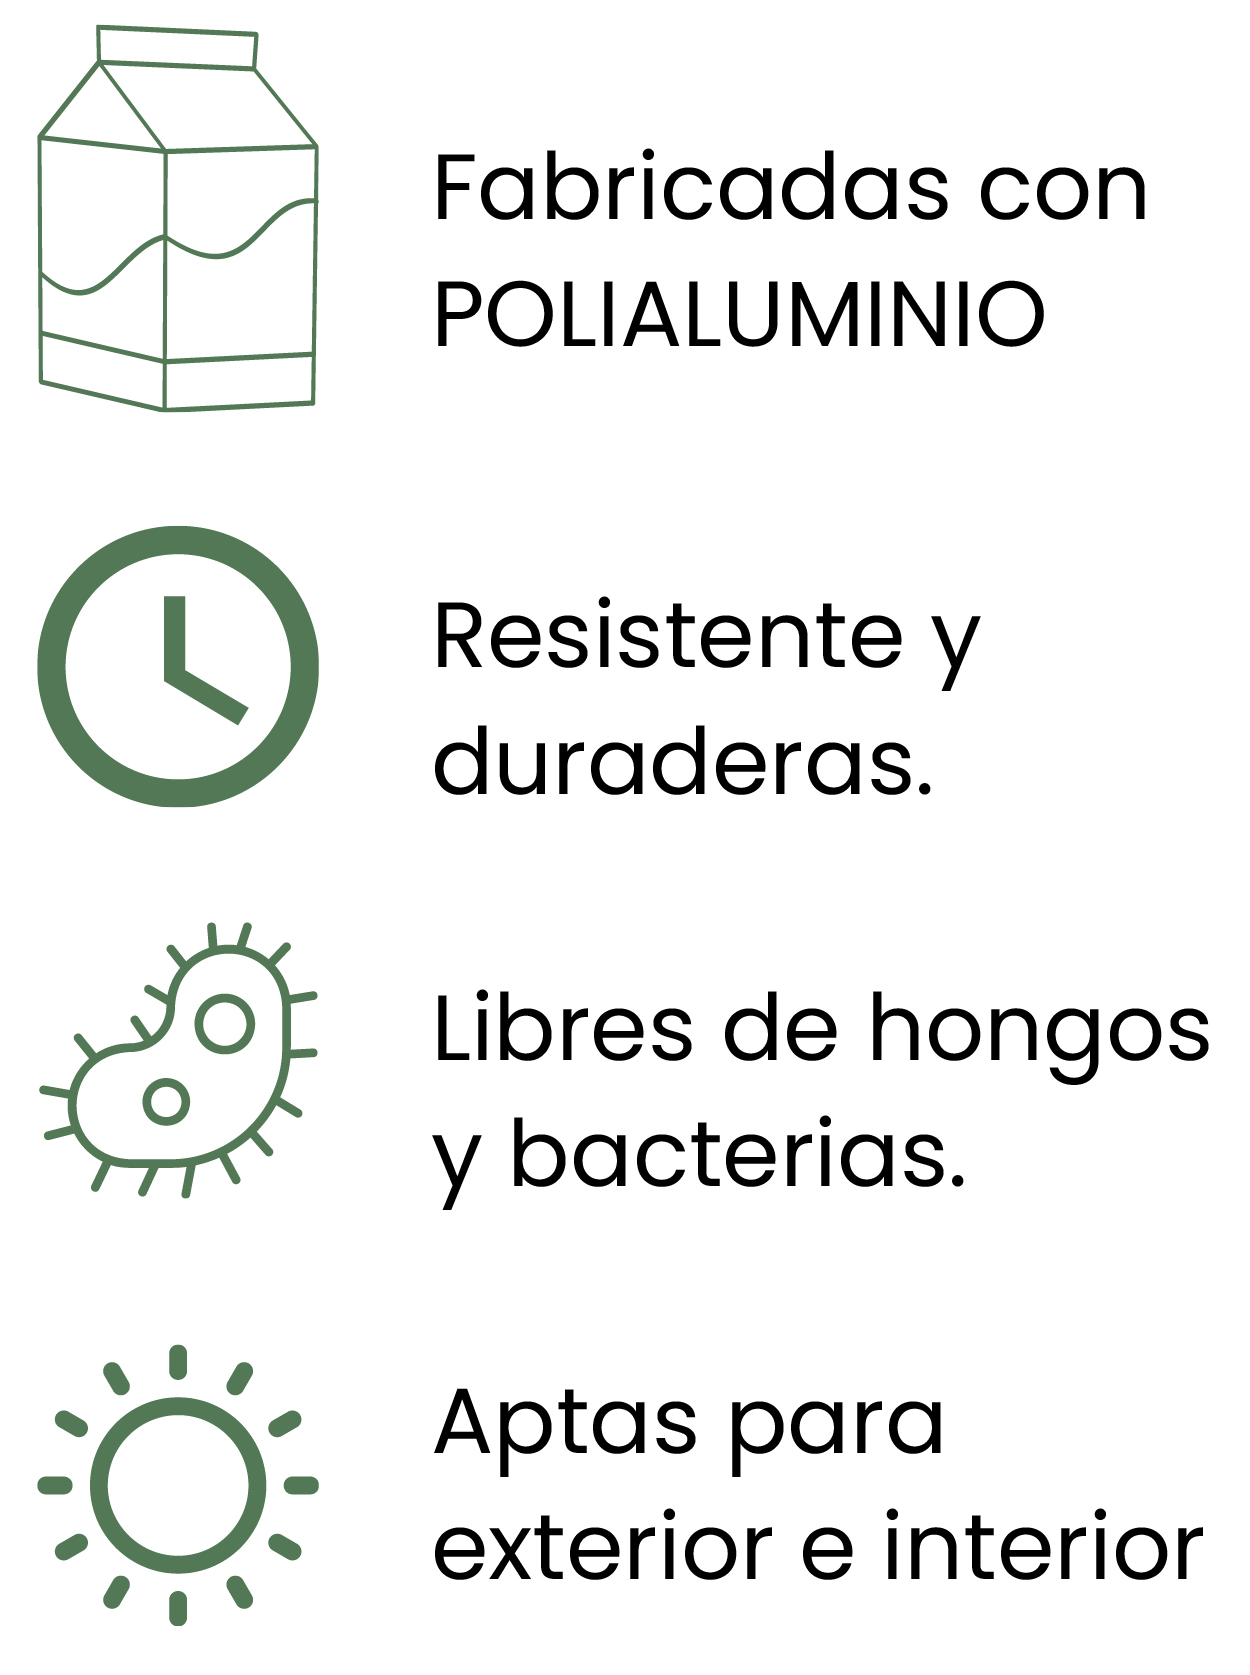 Fabricadas con
POLIALUMINIO
Resistente y
duraderas.
Libres de hongos
y bacterias.
Aptas para
exterior e interior